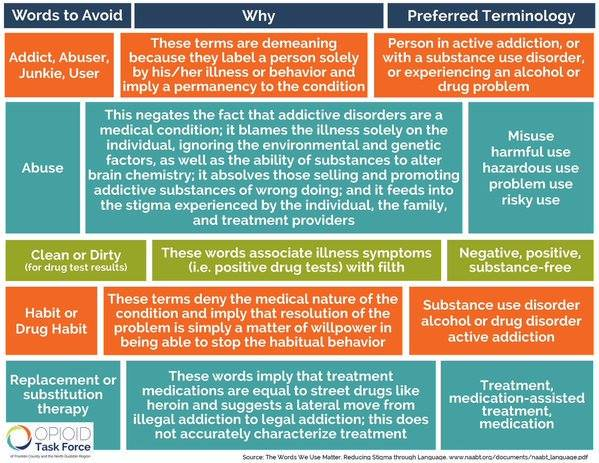 Words to Avoid
Why
Preferred Terminology
Addict, Abuser,
Junkie, User
These terms are demeaning
because they label a person solely
by his/her illness or behavior and
imply a permanency to the condition
Person in active addiction, or
with a substance use disorder,
or experiencing an alcohol or
drug problem
Abuse
This negates the fact that addictive disorders are a
medical condition; it blames the illness solely on the
individual, ignoring the environmental and genetic
factors, as well as the ability of substances to alter
brain chemistry; it absolves those selling and promoting
addictive substances of wrong doing; and it feeds into
the stigma experienced by the individual, the family,
and treatment providers
Misuse
harmful use
hazardous use
problem use
risky use
Clean or Dirty
(for drug test results)
These words associate illness symptoms
(i.e. positive drug tests) with filth
Negative, positive,
substance-free
Habit or
Drug Habit
These terms deny the medical nature of the
condition and imply that resolution of the
problem is simply a matter of willpower in
being able to stop the habitual behavior
Substance use disorder
alcohol or drug disorder
active addiction
Replacement or
substitution
therapy
These words imply that treatment
medications are equal to street drugs like
heroin and suggests a lateral move from
illegal addiction to legal addiction; this does
not accurately characterize treatment
Treatment,
medication-assisted
treatment,
medication
OPIOID
Task Force
of Franklin County and the North Quabbin Region
Source: The Words We Use Matter. Reducing Stigma through Language. www.naabt.org/documents/naabt_language.pdf